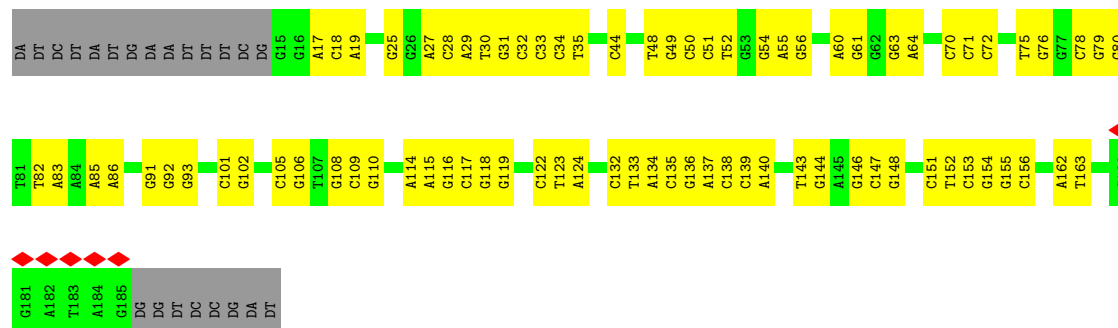 DA DT DC DT DA DT DG DA DA DT DT DT DC DG G15 G16 A17 C18 A19 G25 G26 A27 C28 A29 T30 G31 C32 C33 C34 T35 C44 T48 G49 C50 C51 T52 G53 G54 A55 G56 A60 G61 G62 G63 A64 C70 C71 C72 T75 G76 G77 C78 G79
T81 T82 A83 A84 A85 A86 G91 G92 G93 C101 G102 C105 G106 T107 G108 C109 G110 A114 A115 G116 C117 G118 G119 C122 T123 A124 C132 T133 A134 C135 G136 A137 C138 C139 A140 T143 G144 A145 G146 C147 G148 C151 T152 C153 G154 G155 C156 A162 T163
G181 A182 T183 A184 G185 DG DG DT DC DC DG DA DT